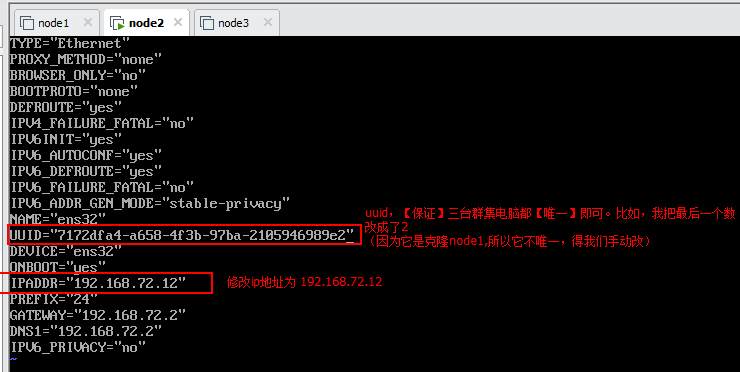 node1 node2 node3
TYPE="Ethernet"
PROXY_METHOD="none"
BROWSER_ONLY="no"
BOOTPROTO="none"
DEFROUTE="yes"
IPV4_FAILURE_FATAL="no"
IPV6INIT="yes"
IPV6_AUTOCONF="yes"
IPV6_DEFROUTE="yes"
IPV6_FAILURE_FATAL="no"
IPV6_ADDR_GEN_MODE="stable-privacy"
NAME="ens32"
UUID="7172dfa4-a658-4f3b-97ba-2105946989e2"
uuid，【保证】三台群集电脑都【唯一】即可。比如，我把最后一个数
改成了2
（因为它是克隆node1,所以它不唯一，得我们手动改）
DEVICE="ens32"
ONBOOT="yes"
IPADDR="192.168.72.12"
修改ip地址为 192.168.72.12
PREFIX="24"
GATEWAY="192.168.72.2"
DNS1="192.168.72.2"
IPV6_PRIVACY="no"
~